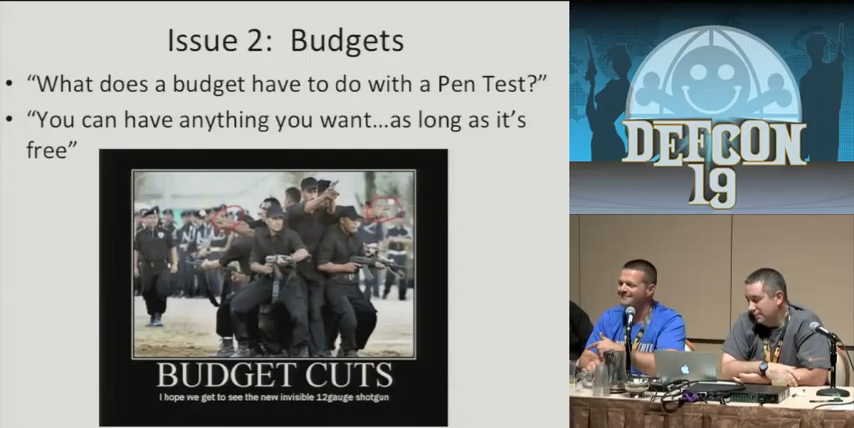 Issue 2: Budgets
• “What does a budget have to do with a Pen Test?”
• “You can have anything you want…as long as it’s
free”
BUDGET CUTS
I hope we get to see the new invisible 12gauge shotgun
DEFCON
19